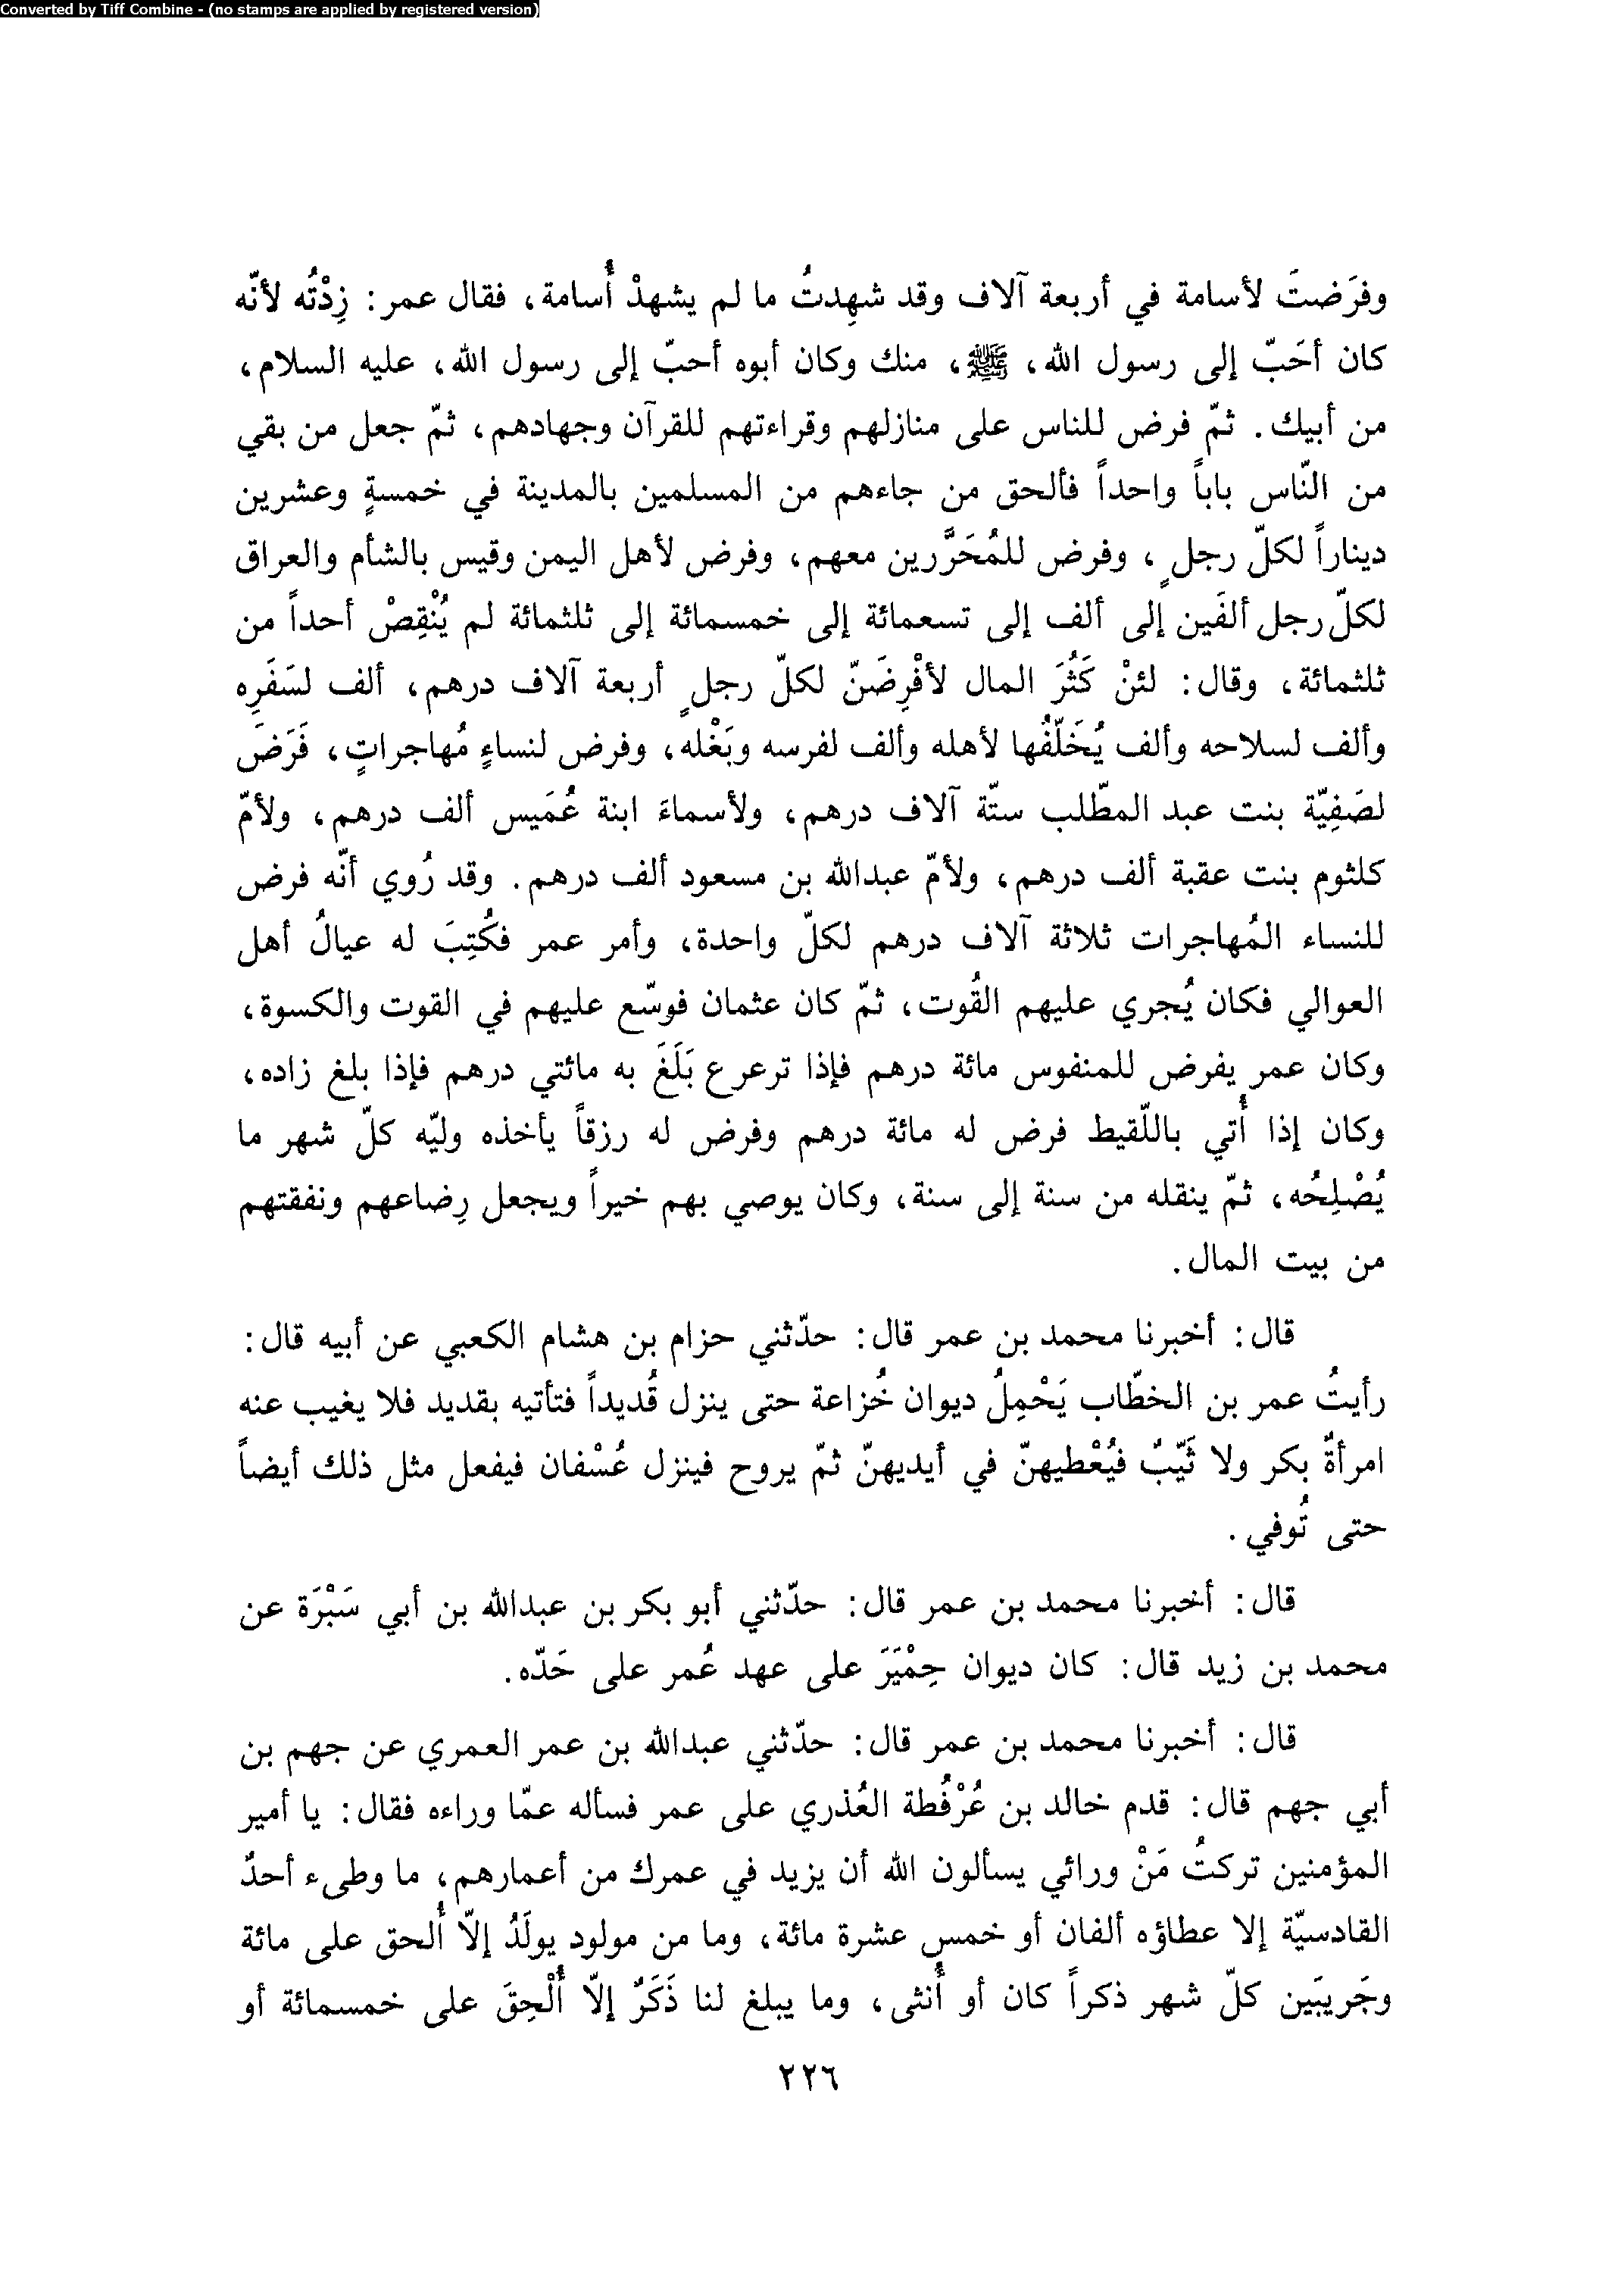 Converted by Tiff Combine - (no stamps are applied by registered version)
وفرَضتَ لأسامة في أربعة آلاف وقد شهِدتُ ما لم يشهدْ أُسامة، فقال عمر: زِدْتُه لأنّه
كان أحَبّ إلى رسول الله، ﷺ، منك وكان أبوه أحبّ إلى رسول الله، عليه السلام،
من أبيك. ثمّ فرض للناس على منازلهم وقراءتهم للقرآن وجهادهم، ثمّ جعل من بقي
من النّاس باباً واحداً فألحق من جاءهم من المسلمين بالمدينة في خمسةٍ وعشرين
ديناراً لكلّ رجلٍ، وفرض للمُحَرَّرين معهم، وفرض لأهل اليمن وقيس بالشأم والعراق
لكلّ رجل ألفَين إلى ألف إلى تسعمائة إلى خمسمائة إلى ثلثمائة لم يُنْقِصْ أحداً من
ثلثمائة، وقال: لئنْ كَثُرَ المال لأفْرِضَنّ لكلّ رجلٍ أربعة آلاف درهم، ألف لسَفَرِه
وألف لسلاحه وألف يُخَلّفُها لأهله وألف لفرسه وبَغْله، وفرض لنساءٍ مُهاجراتٍ، فَرَضَ
لصَفِيّة بنت عبد المطّلب ستّة آلاف درهم، ولأسماءَ ابنة عُمَيس ألف درهم، ولأمّ
كلثوم بنت عقبة ألف درهم، ولأمّ عبدالله بن مسعود ألف درهم. وقد رُوي أنّه فرض
للنساء المُهاجرات ثلاثة آلاف درهم لكلّ واحدة، وأمر عمر فكُتِبَ له عيالُ أهل
العوالي فكان يُجري عليهم القُوت، ثمّ كان عثمان فوسّع عليهم في القوت والكسوة،
وكان عمر يفرض للمنفوس مائة درهم فإذا ترعرع بَلَغَ به مائتي درهم فإذا بلغ زاده،
وكان إذا أُتي باللّقيط فرض له مائة درهم وفرض له رزقاً يأخذه وليّه كلّ شهر ما
يُصْلِحُه، ثمّ ينقله من سنة إلى سنة، وكان يوصي بهم خيراً ويجعل رِضاعهم ونفقتهم
من بيت المال.
قال: أخبرنا محمد بن عمر قال: حدّثني حزام بن هشام الكعبي عن أبيه قال:
رأيتُ عمر بن الخطّاب يَحْمِلُ ديوان خُزاعة حتى ينزل قُديداً فتأتيه بقديد فلا يغيب عنه
امرأةٌ بكر ولا ثَيّبٌ فيُعْطيهنّ في أيديهنّ ثمّ يروح فينزل عُسْفان فيفعل مثل ذلك أيضاً
حتى تُوفي.
قال: أخبرنا محمد بن عمر قال: حدّثني أبو بكر بن عبدالله بن أبي سَبْرَة عن
محمد بن زيد قال: كان ديوان حِمْيَرَ على عهد عُمر على حَدّه.
قال: أخبرنا محمد بن عمر قال: حدّثني عبدالله بن عمر العمري عن جهم بن
أبي جهم قال: قدم خالد بن عُرْفُطة العُذري على عمر فسأله عمّا وراءه فقال: يا أمير
المؤمنين تركتُ مَنْ ورائي يسألون الله أن يزيد في عمرك من أعمارهم، ما وطىء أحدٌ
القادسيّة إلا عطاؤه ألفان أو خمس عشرة مائة، وما من مولود يولَدُ إلاّ أُلحق على مائة
وجَريبَين كلّ شهر ذكراً كان أو أُنثى، وما يبلغ لنا ذَكَرٌ إلاّ أُلْحِقَ على خمسمائة أو
٢٢٦